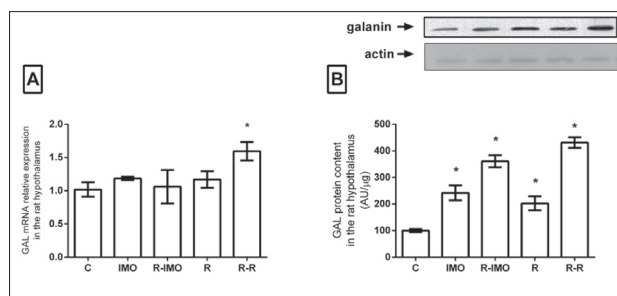 galanin
actin
A
GAL mRNA relative expression
in the rat hypothalamus
2.0
1.5
1.0
0.5
0.0
*
C IMO R-IMO R R-R
B
GAL protein content
in the rat hypothalamus
(AU/µg)
500
400
300
200
100
0
* * * *
C IMO R-IMO R R-R